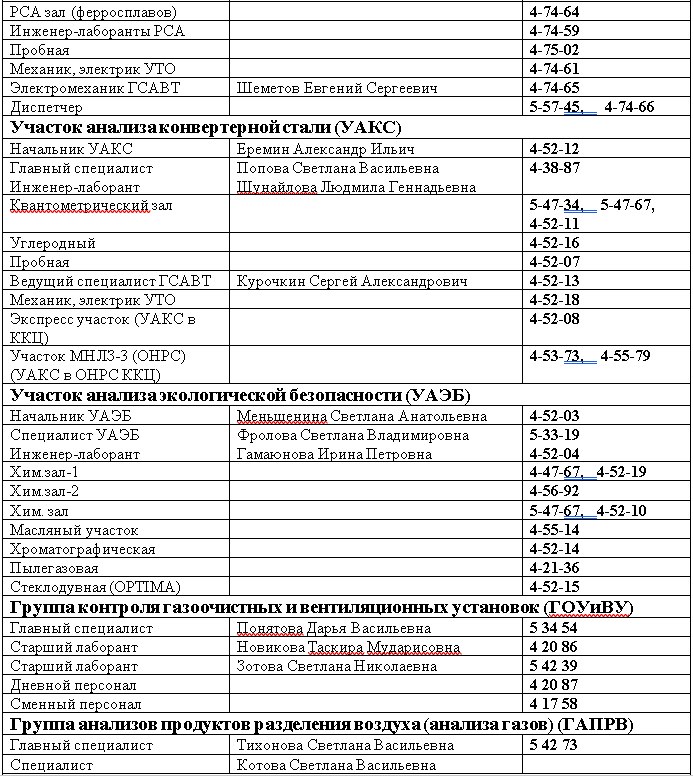 РСА зал (ферросплавов) 4-74-64
Инженер-лаборанты РСА 4-74-59
Пробная 4-75-02
Механик, электрик УТО 4-74-61
Электромеханик ГСАВТ Шеметов Евгений Сергеевич 4-74-65
Диспетчер 5-57-45, 4-74-66
Участок анализа конвертерной стали (УАКС)
Начальник УАКС Еремин Александр Ильич 4-52-12
Главный специалист Попова Светлана Васильевна 4-38-87
Инженер-лаборант Шунайлова Людмила Геннадьевна
Квантометрический зал 5-47-34, 5-47-67,
4-52-11
Углеродный 4-52-16
Пробная 4-52-07
Ведущий специалист ГСАВТ Курочкин Сергей Александрович 4-52-13
Механик, электрик УТО 4-52-18
Экспресс участок (УАКС в 4-52-08
ККЦ)
Участок МНЛЗ-3 (ОНРС) 4-53-73, 4-55-79
(УАКС в ОНРС ККЦ)
Участок анализа экологической безопасности (УАЭБ)
Начальник УАЭБ Меньшенина Светлана Анатольевна 4-52-03
Специалист УАЭБ Фролова Светлана Владимировна 5-33-19
Инженер-лаборант Гамаюнова Ирина Петровна 4-52-04
Хим.зал-1 4-47-67, 4-52-19
Хим.зал-2 4-56-92
Хим. зал 5-47-67, 4-52-10
Масляный участок 4-55-14
Хроматографическая 4-52-14
Пылегазовая 4-21-36
Стеклодувная (OPTIMA) 4-52-15
Группа контроля газоочистных и вентиляционных установок (ГОУиВУ)
Главный специалист Понятова Дарья Васильевна 5 34 54
Старший лаборант Новикова Таскира Мударисовна 4 20 86
Старший лаборант Зотова Светлана Николаевна 5 42 39
Дневной персонал 4 20 87
Сменный персонал 4 17 58
Группа анализов продуктов разделения воздуха (анализа газов) (ГАПРВ)
Главный специалист Тихонова Светлана Васильевна 5 42 73
Специалист Котова Светлана Васильевна